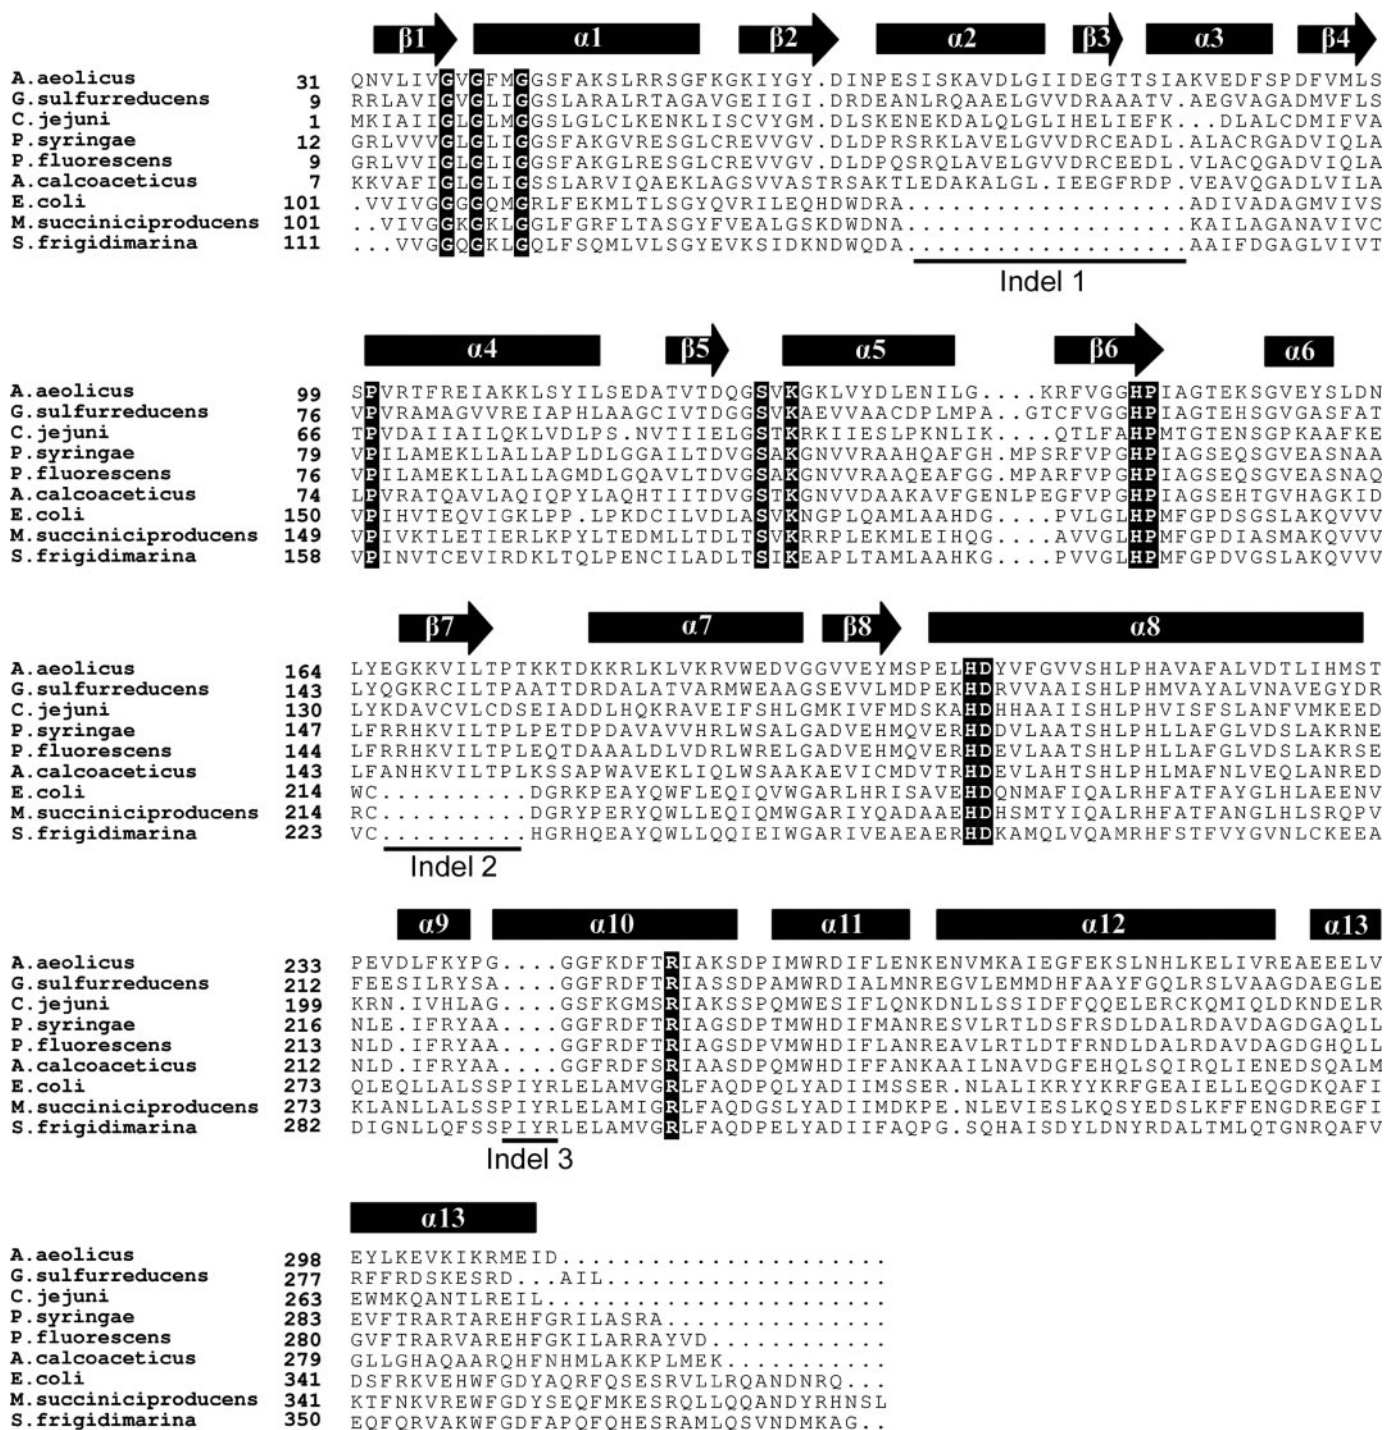 β1 α1 β2 α2 β3 α3 β4
A.aeolicus 31 QNVLIVGVGFMGGSFAKSLRRSGFKGKIYGY.DINPESISKAVDLGIIDEGTTSIAKVEDFSPDFVMLS
G.sulfurreducens 9 RRLAVIGVGLIGGSLARALRTAGAVGEIIGI.DRDEANLRQAAELGVVDRAAATV.AEGVAGADMVFLS
C.jejuni 1 MKIAIIGLGLMGGSLGLCLKENKLISCVYGM.DLSKENEKDALQLGLIHELIEFK...DLALCDMIFVA
P.syringae 12 GRLVVVGLGLIGGSFAKGVRESGLCREVVGV.DLDPRSRKLAVELGVVDRCEADL.ALACRGADVIQLA
P.fluorescens 9 GRLVVIGLGLIGGSFAKGLRESGLCREVVGV.DLDPQSRQLAVELGVVDRCEEDL.VLACQGADVIQLA
A.calcoaceticus 7 KKVAFIGLGLIGSSLARVIQAEKLAGSVVASTRSAKTLEDAKALGL.IEEGFRDP.VEAVQGADLVILA
E.coli 101 .VVIVGGGGQMGRLFEKMLTLSGYQVRILEQHDWDRA..................ADIVADAGMVIVS
M.succiniciproducens 101 ..VIVGGKGKLGGLFGRFLTASGYFVEALGSKDWDNA...................KAILAGANAVIVC
S.frigidimarina 111 ...VVGGQGKLGQLFSQMLVLSGYEVKSIDKNDWQDA...................AAIFDGAGLVIVT
Indel 1
α4 β5 α5 β6 α6
A.aeolicus 99 SPVRTFREIAKKLSYILSEDATVTDQGSVKGKLVYDLENILG....KRFVGGHPIAGTEKSGVEYSLDN
G.sulfurreducens 76 VPVRAMAGVVREIAPHLAAGCIVTDGGSVKAEVVAACDPLMPA..GTCFVGGHPIAGTEHSGVGASFAT
C.jejuni 66 TPVDAIIAILQKLVDLPS.NVTIIELGSTKRKIIESLPKNLIK....QTLFAHPMTGTENSGPKAAFKE
P.syringae 79 VPILAMEKLLALLAPLDLGGAILTDVGSAKGNVVRAAHQAFGH.MPSRFVPGHPIAGSEQSGVEASNAA
P.fluorescens 76 VPILAMEKLLALLAGMDLGQAVLTDVGSAKGNVVRAAQEAFGG.MPARFVPGHPIAGSEQSGVEASNAQ
A.calcoaceticus 74 LPVRATQAVLAQIQPYLAQHTIITDVGSTKGNVVDAAKAVFGENLPEGFVPGHPIAGSEHTGVHAGKID
E.coli 150 VPIHVTEQVIGKLPP.LPKDCILVDLASVKNGPLQAMLAAHDG....PVLGLHPMFGPDSGSLAKQVVV
M.succiniciproducens 149 VPIVKTLETIERLKPYLTEDMLLTDLTSVKRRPLEKMLEIHQG....AVVGLHPMFGPDIASMAKQVVV
S.frigidimarina 158 VPINVTCEVIRDKLTQLPENCILADLTSIKEAPLTAMLAAHKG....PVVGLHPMFGPDVGSLAKQVVV
β7 α7 β8 α8
A.aeolicus 164 LYEGKKVILTPTKKTDKKRLKLVKRVWEDVGGVVEYMSPELHDYVFGVVSHLPHAVAFALVDTLIHMST
G.sulfurreducens 143 LYQGKRCILTPAATTDRDALATVARMWEAAGSEVVLMDPEKHDRVVAAISHLPHMVAYALVNAVEGYDR
C.jejuni 130 LYKDAVCVLCDSEIADDLHQKRAVEIFSHLGMKIVFMDSKAHDHHAAIISHLPHVISFSLANFVMKEED
P.syringae 147 LFRRHKVILTPLPETDPDAVAVVHRLWSALGADVEHMQVERHDDVLAATSHLPHLLAFGLVDSLAKRNE
P.fluorescens 144 LFRRHKVILTPLEQTDAAALDLVDRLWRELGADVEHMQVERHDEVLAATSHLPHLLAFGLVDSLAKRSE
A.calcoaceticus 143 LFANHKVILTPLKSSAPWAVEKLIQLWSAAKAEVICMDVTRHDEVLAHTSHLPHLMAFNLVEQLANRED
E.coli 214 WC..........DGRKPEAYQWFLEQIQVWGARLHRISAVEHDQNMAFIQALRHFATFAYGLHLAEENV
M.succiniciproducens 214 RC..........DGRYPERYQWLLEQIQMWGARIYQADAAEHDHSMTYIQALRHFATFANGLHLSRQPV
S.frigidimarina 223 VC..........HGRHQEAYQWLLQQIEIWGARIVEAEAERHDKAMQLVQAMRHFSTFVYGVNLCKEEA
Indel 2
α9 α10 α11 α12 α13
A.aeolicus 233 PEVDLFKYPG....GGFKDFTRIAKSDPIMWRDIFLENKENVMKAIEGFEKSLNHLKELIVREAEEELV
G.sulfurreducens 212 FEESILRYSA....GGFRDFTRIASSDPAMWRDIALMNREGVLEMMDHFAAYFGQLRSLVAAGDAEGLE
C.jejuni 199 KRN.IVHLAG....GSFKGMSRIAKSSPQMWESIFLQNKDNLLSSIDFFQQELERCKQMIQLDKNDELR
P.syringae 216 NLE.IFRYAA....GGFRDFTRIAGSDPTMWHDIFMANRESVLRTLDSFRSDLDALRDAVDAGDGAQLL
P.fluorescens 213 NLD.IFRYAA....GGFRDFTRIAGSDPVMWHDIFLANREAVLRTLDTFRNDLDALRDAVDAGDGHQLL
A.calcoaceticus 212 NLD.IFRYAA....GGFRDFSRIAASDPTMWHDIFFANKAAILNAVDGFEHQLSQIRQLIENEDSQALM
E.coli 273 QLEQLLALSSPIYRLELAMVGRLFAQDPQLYADIIMSSER.NLALIKRYYKRFGEAIELLEQGDKQAFI
M.succiniciproducens 273 KLANLLALSSPIYRLELAMIGRLFAQDGSLYADIIMDKPE.NLEVIESLKQSYEDSLKFFENGDREGFI
S.frigidimarina 282 DIGNLLQFSSPIYRLELAMVGRLFAQDPELYADIIFAQPG.SQHAISDYLDNYRDALTMLQTGNRQAFV
Indel 3
α13
A.aeolicus 298 EYLKEVKIKRMEID......................
G.sulfurreducens 277 RFFRDSKESRD...AIL...................
C.jejuni 263 EWMKQANTLREIL.......................
P.syringae 283 EVFTRARTAREHFGRILASRA...............
P.fluorescens 280 GVFTRARVAREHFGKILARRAYVD............
A.calcoaceticus 279 GLLGHAQAARQHFNHMLAKKPLMEK...........
E.coli 341 DSFRKVEHWFGDYAQRFQSESRVLLRQANDNRQ...
M.succiniciproducens 341 KTFNKVREWFGDYSEQFMKESRQLLQQANDYRHNSL
S.frigidimarina 350 EQFQRVAKWFGDFAPQFQHESRAMLQSVNDMKAG..